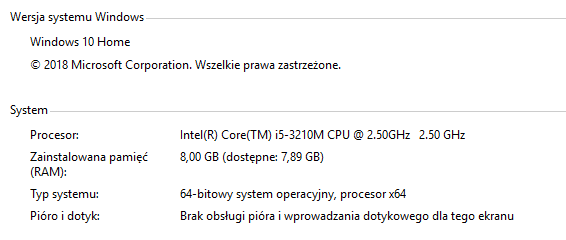 Wersja systemu Windows
Windows 10 Home
© 2018 Microsoft Corporation. Wszelkie prawa zastrzeżone.
System
Procesor: Intel(R) Core(TM) i5-3210M CPU @ 2.50GHz 2.50 GHz
Zainstalowana pamięć 8,00 GB (dostępne: 7,89 GB)
(RAM):
Typ systemu: 64-bitowy system operacyjny, procesor x64
Pióro i dotyk: Brak obsługi pióra i wprowadzania dotykowego dla tego ekranu